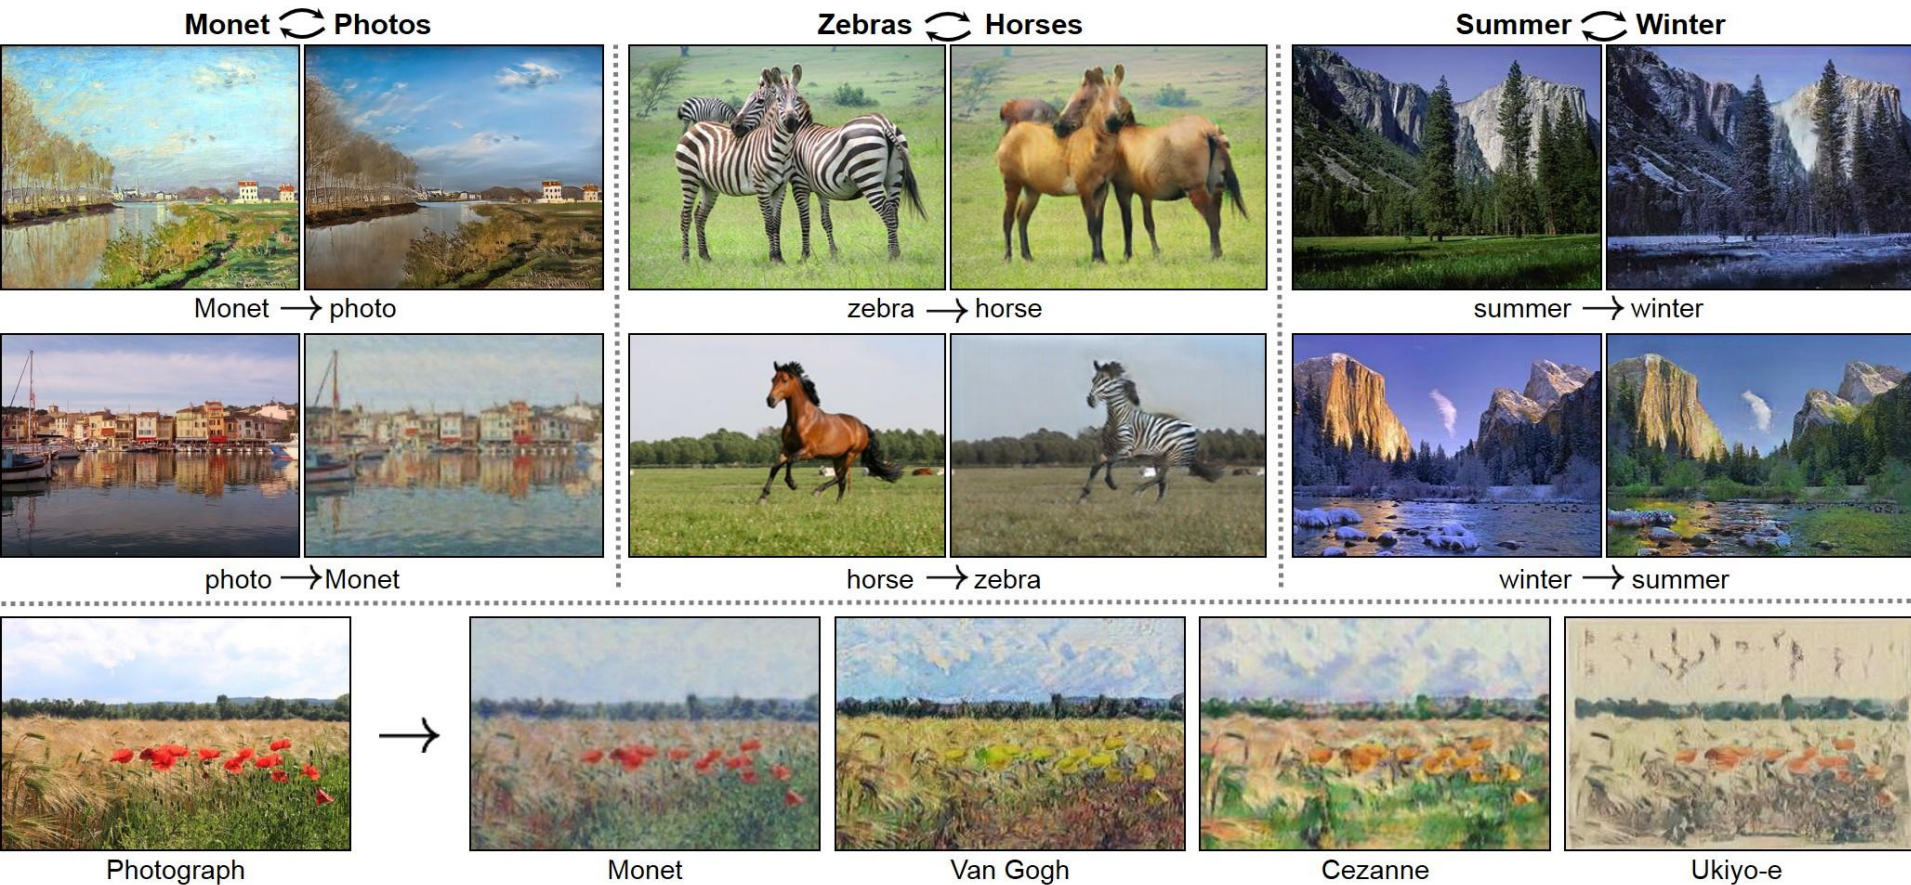 Monet ⇄ Photos
Zebras ⇄ Horses
Summer ⇄ Winter
Monet → photo
zebra → horse
summer → winter
photo → Monet
horse → zebra
winter → summer
Photograph
Monet
Van Gogh
Cezanne
Ukiyo-e